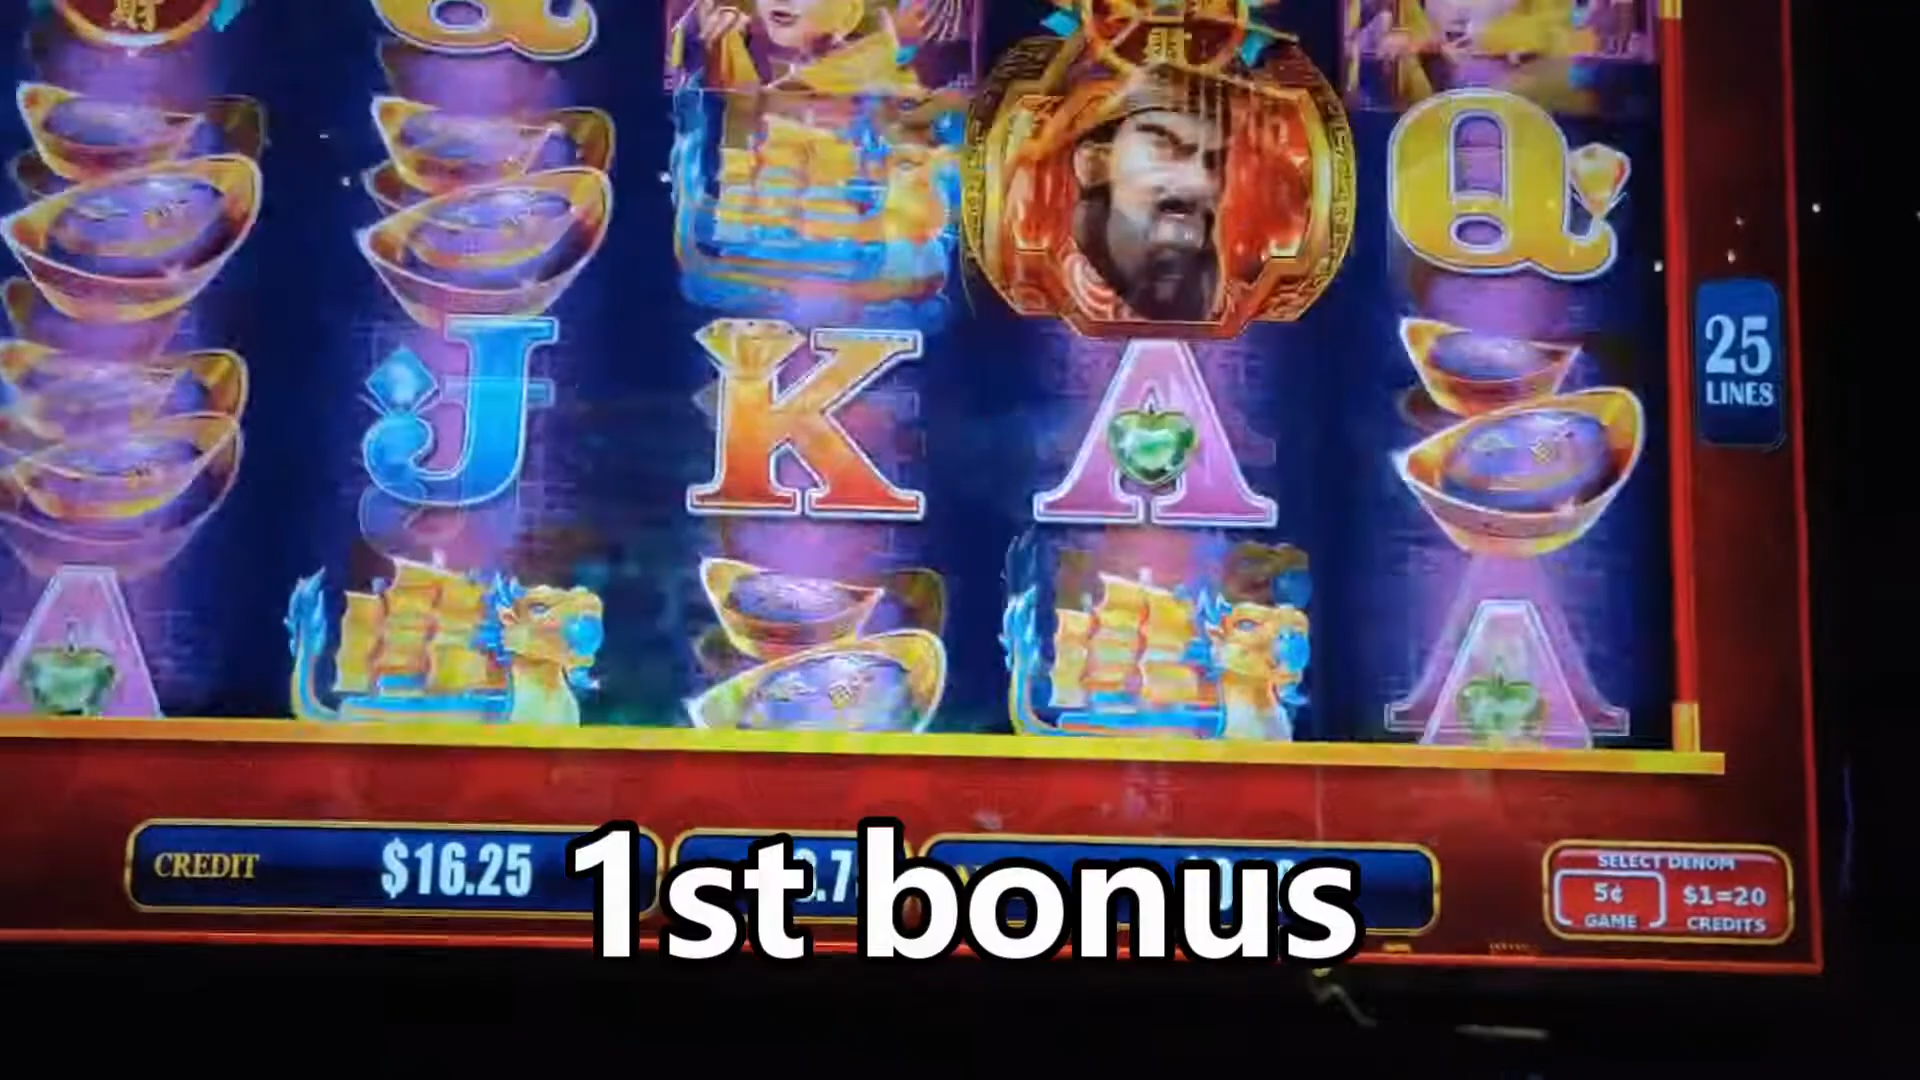 Q
Q
25
LINES
J
K
A
A
A
CREDIT
$16.25
1st bonus
SELECT DENOM
5¢
GAME
$1=20
CREDITS